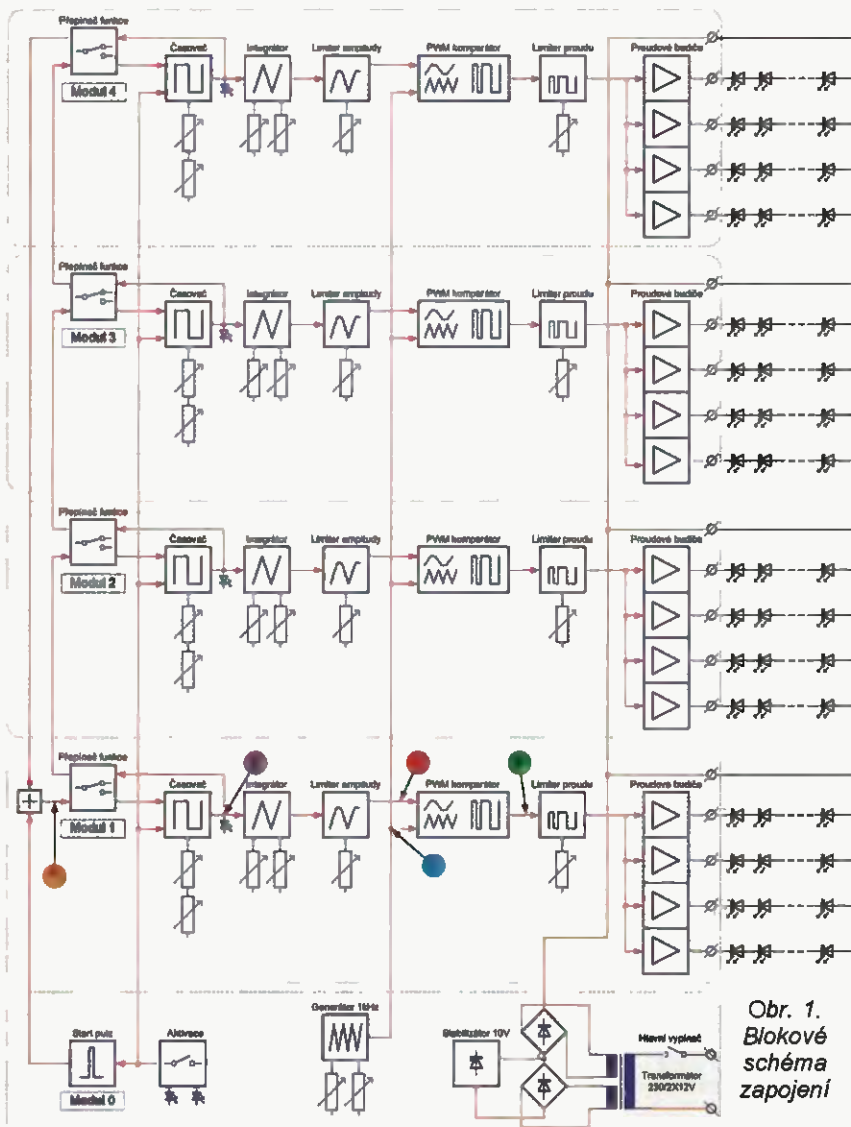 Přepínač funkce
Časovač
Integrátor
Limiter amplitudy
PWM komparátor
Limiter proudu
Proudové budiče
Modul 4
Přepínač funkce
Časovač
Integrátor
Limiter amplitudy
PWM komparátor
Limiter proudu
Proudové budiče
Modul 3
Přepínač funkce
Časovač
Integrátor
Limiter amplitudy
PWM komparátor
Limiter proudu
Proudové budiče
Modul 2
Přepínač funkce
Časovač
Integrátor
Limiter amplitudy
PWM komparátor
Limiter proudu
Proudové budiče
Modul 1
Start pulz
Aktivace
Modul 0
Generátor 1kHz
Stabilizátor 10V
Hlavní vypínač
Transformátor
230/2X12V
Obr. 1.
Blokové
schéma
zapojení